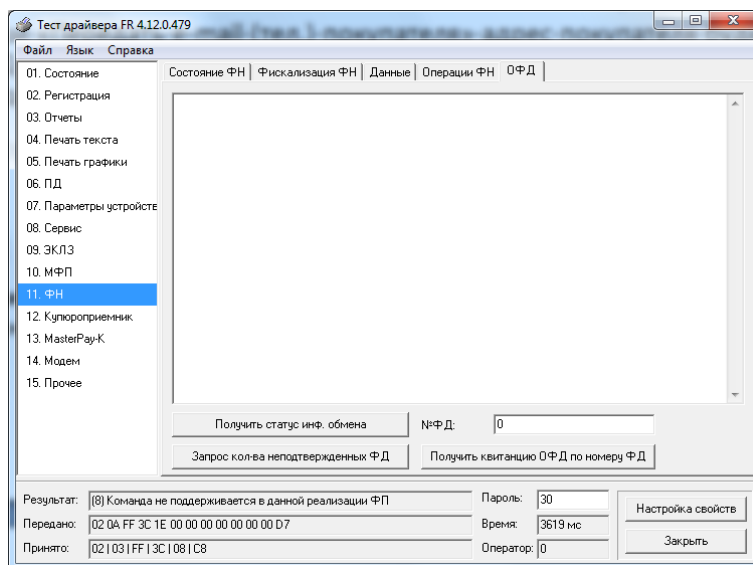 Тест драйвера FR 4.12.0.479
Файл Язык Справка
01. Состояние
02. Регистрация
03. Отчеты
04. Печать текста
05. Печать графики
06. ПД
07. Параметры устройств
08. Сервис
09. ЭКЛЗ
10. МФП
11. ФН
12. Купюроприемник
13. MasterPay-K
14. Модем
15. Прочее
Состояние ФН Фискализация ФН Данные Операции ФН ОФД
Получить статус инф. обмена №ФД: 0
Запрос кол-ва неподтвержденных ФД Получить квитанцию ОФД по номеру ФД
Результат: (8) Команда не поддерживается в данной реализации ФП Пароль: 30 Настройка свойств
Передано: 02 0A FF 3C 1E 00 00 00 00 00 00 00 D7 Время: 3619 мс
Принято: 02 | 03 | FF | 3C | 08 | C8 Оператор: 0 Закрыть